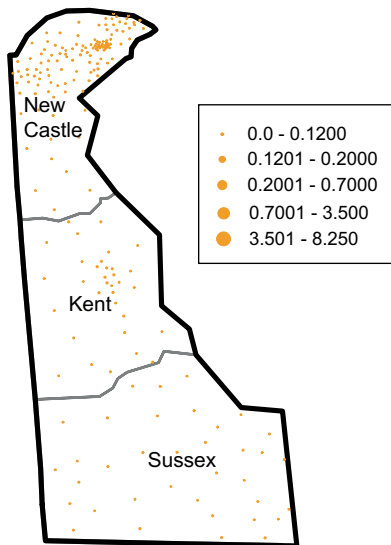 New
Castle
0.0 - 0.1200
0.1201 - 0.2000
0.2001 - 0.7000
0.7001 - 3.500
3.501 - 8.250
Kent
Sussex